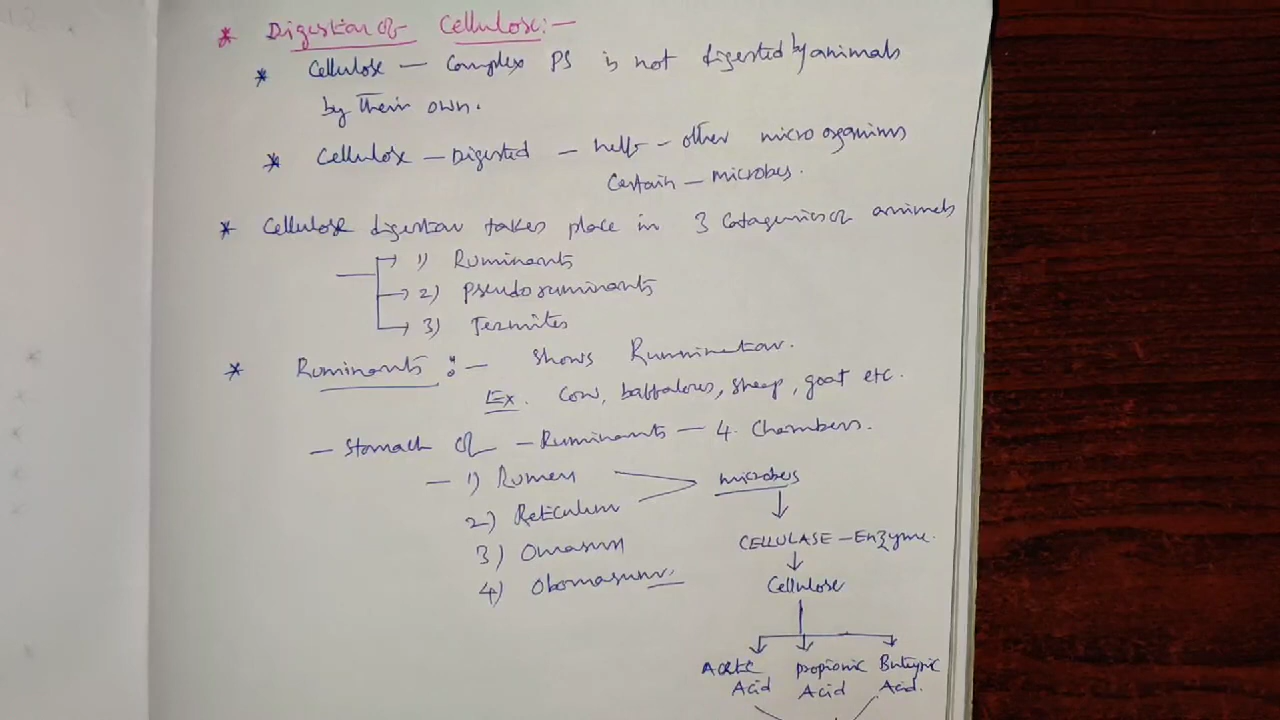 * Digestion of Cellulose:-
* Cellulose - Complex PS is not digested by animals
by their own.
* Cellulose - Digested - help - other micro organisms
Certain - microbes.
* Cellulose digestion takes place in 3 Catagories of animals
→ 1) Ruminants
→ 2) pseudoruminants
→ 3) Termites
* Ruminants :- Shows Rumination.
Ex. Cow, baffalows, sheep, goat etc.
- Stomach of - Ruminants - 4 Chambers.
- 1) Rumen
2) Reticulum
3) Omasum
4) Obomasum.
microbes
↓
CELLULASE - Enzyme.
↓
Cellulose
Acetic Acid
propionic Acid
Butyric Acid.